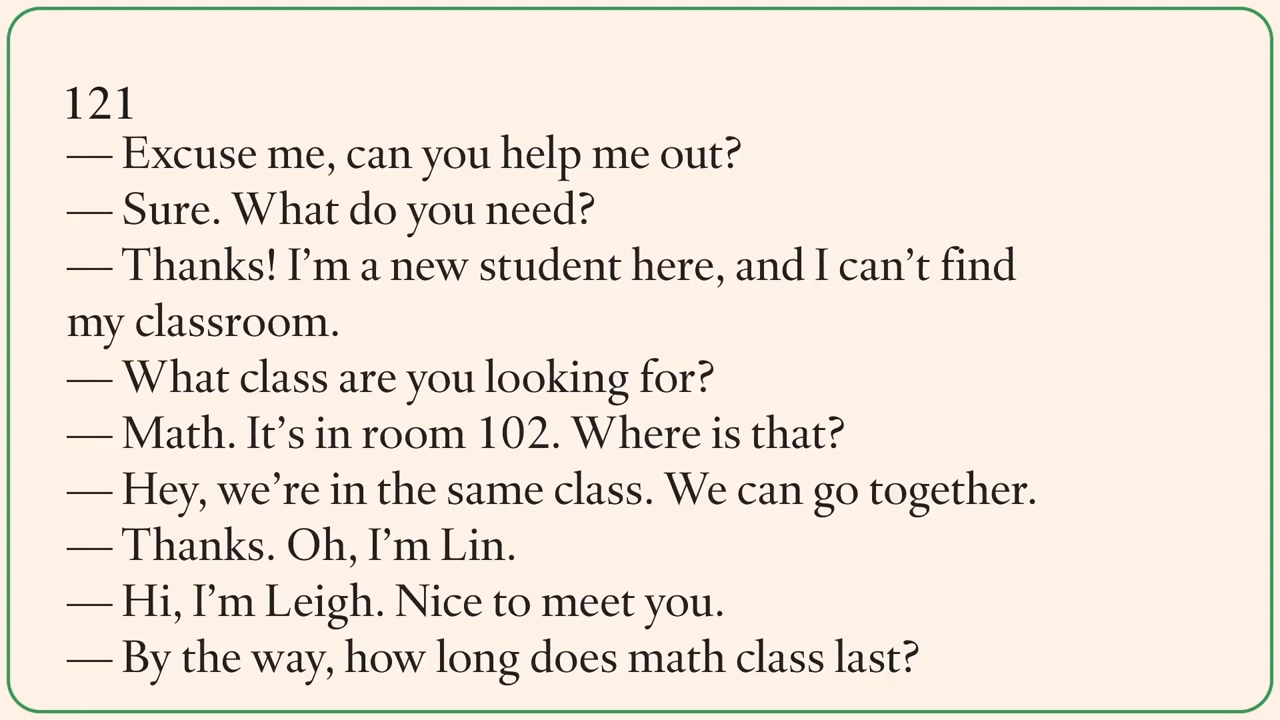 121
— Excuse me, can you help me out?
— Sure. What do you need?
— Thanks! I’m a new student here, and I can’t find
my classroom.
— What class are you looking for?
— Math. It’s in room 102. Where is that?
— Hey, we’re in the same class. We can go together.
— Thanks. Oh, I’m Lin.
— Hi, I’m Leigh. Nice to meet you.
— By the way, how long does math class last?